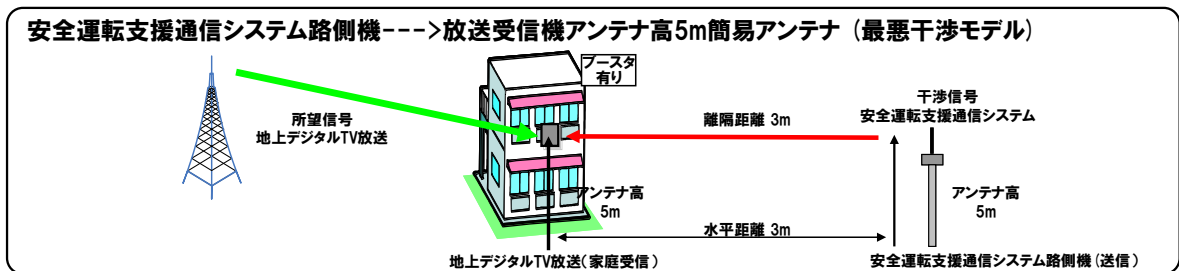 安全運転支援通信システム路側機--->放送受信機アンテナ高5m簡易アンテナ（最悪干渉モデル）
ブースタ
有り
所望信号
地上デジタルTV放送
離隔距離 3m
干渉信号
安全運転支援通信システム
アンテナ高
5m
アンテナ高
5m
水平距離 3m
地上デジタルTV放送(家庭受信)
安全運転支援通信システム路側機(送信)